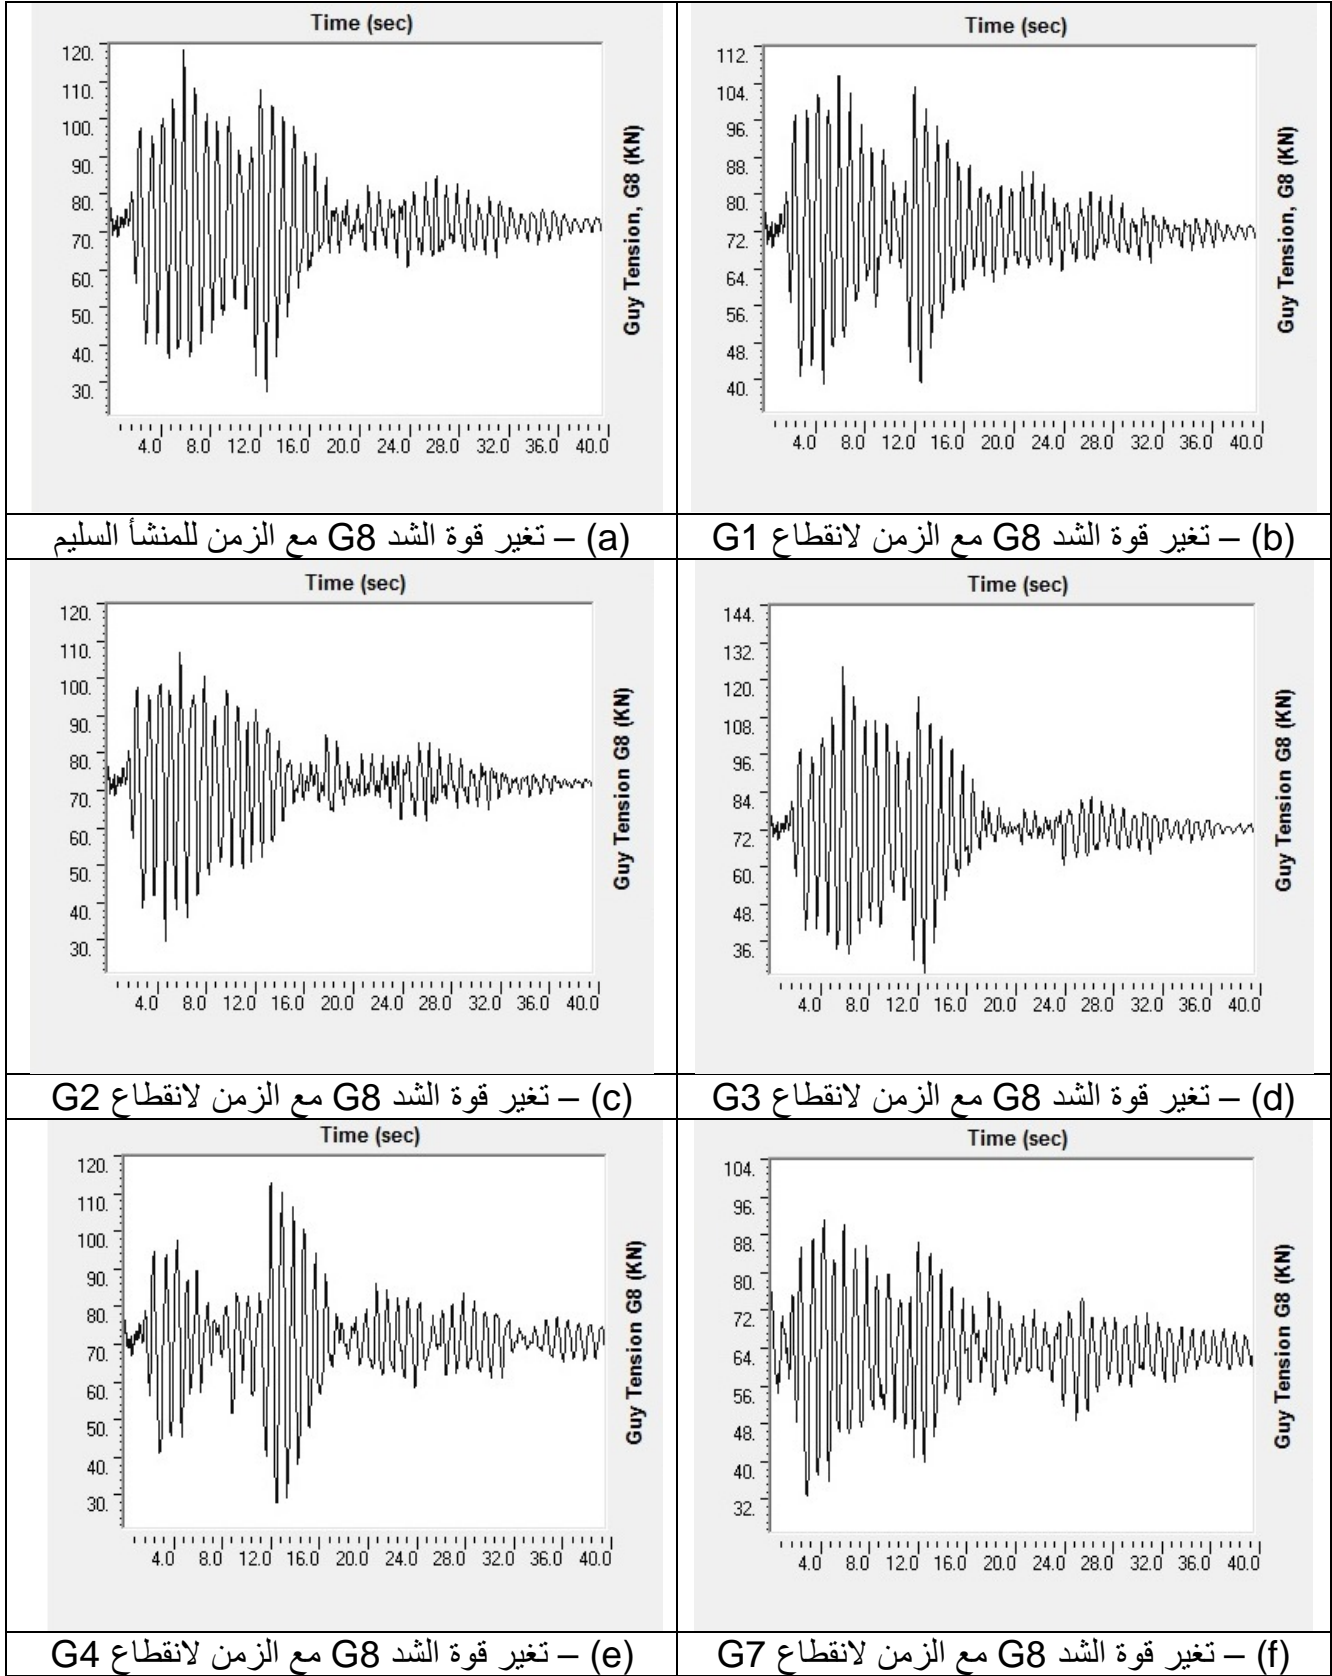 Time (sec)
120.
110.
100.
90.
80.
70.
60.
50.
40.
30.
Guy Tension, G8 (KN)
4.0 8.0 12.0 16.0 20.0 24.0 28.0 32.0 36.0 40.0
(a) – تغير قوة الشد G8 مع الزمن للمنشأ السليم
Time (sec)
112.
104.
96.
88.
80.
72.
64.
56.
48.
40.
Guy Tension, G8 (KN)
4.0 8.0 12.0 16.0 20.0 24.0 28.0 32.0 36.0 40.0
(b) – تغير قوة الشد G8 مع الزمن لانقطاع G1
Time (sec)
120.
110.
100.
90.
80.
70.
60.
50.
40.
30.
Guy Tension G8 (KN)
4.0 8.0 12.0 16.0 20.0 24.0 28.0 32.0 36.0 40.0
(c) – تغير قوة الشد G8 مع الزمن لانقطاع G2
Time (sec)
144.
132.
120.
108.
96.
84.
72.
60.
48.
36.
Guy Tension G8 (KN)
4.0 8.0 12.0 16.0 20.0 24.0 28.0 32.0 36.0 40.0
(d) – تغير قوة الشد G8 مع الزمن لانقطاع G3
Time (sec)
120.
110.
100.
90.
80.
70.
60.
50.
40.
30.
Guy Tension G8 (KN)
4.0 8.0 12.0 16.0 20.0 24.0 28.0 32.0 36.0 40.0
(e) – تغير قوة الشد G8 مع الزمن لانقطاع G4
Time (sec)
104.
96.
88.
80.
72.
64.
56.
48.
40.
32.
Guy Tension G8 (KN)
4.0 8.0 12.0 16.0 20.0 24.0 28.0 32.0 36.0 40.0
(f) – تغير قوة الشد G8 مع الزمن لانقطاع G7